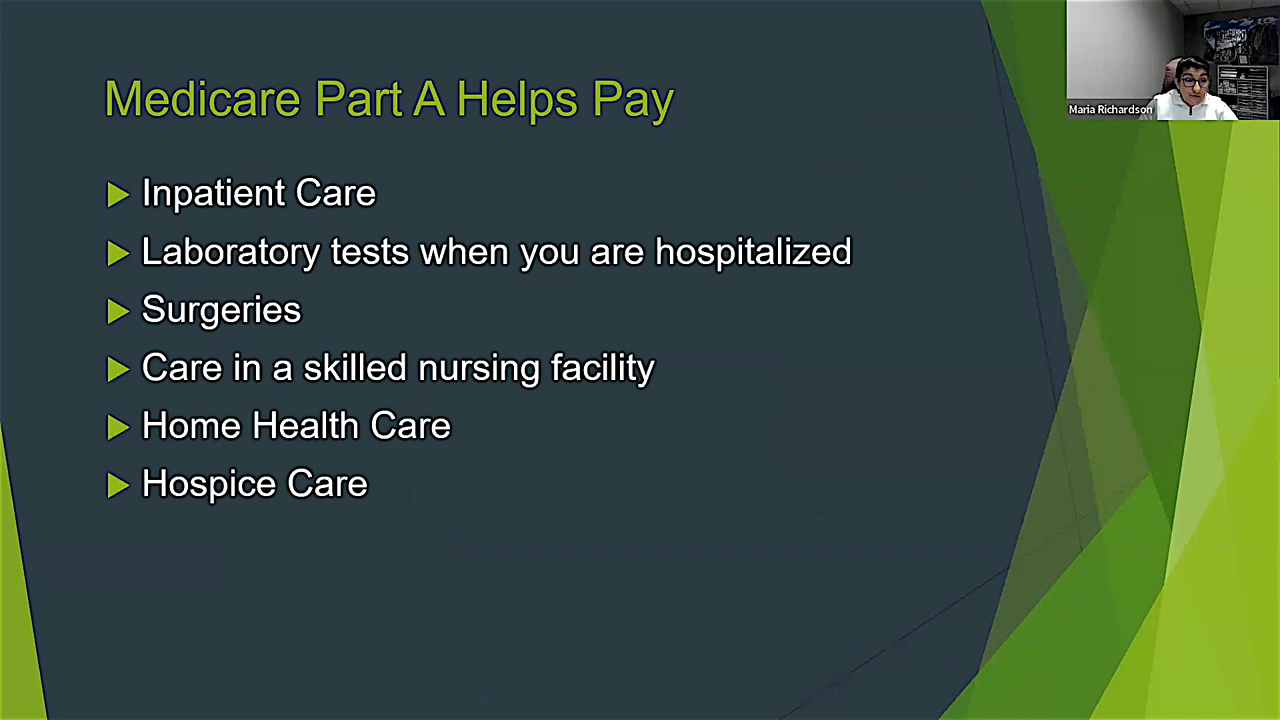 Medicare Part A Helps Pay
Inpatient Care
Laboratory tests when you are hospitalized
Surgeries
Care in a skilled nursing facility
Home Health Care
Hospice Care
Maria Richardson